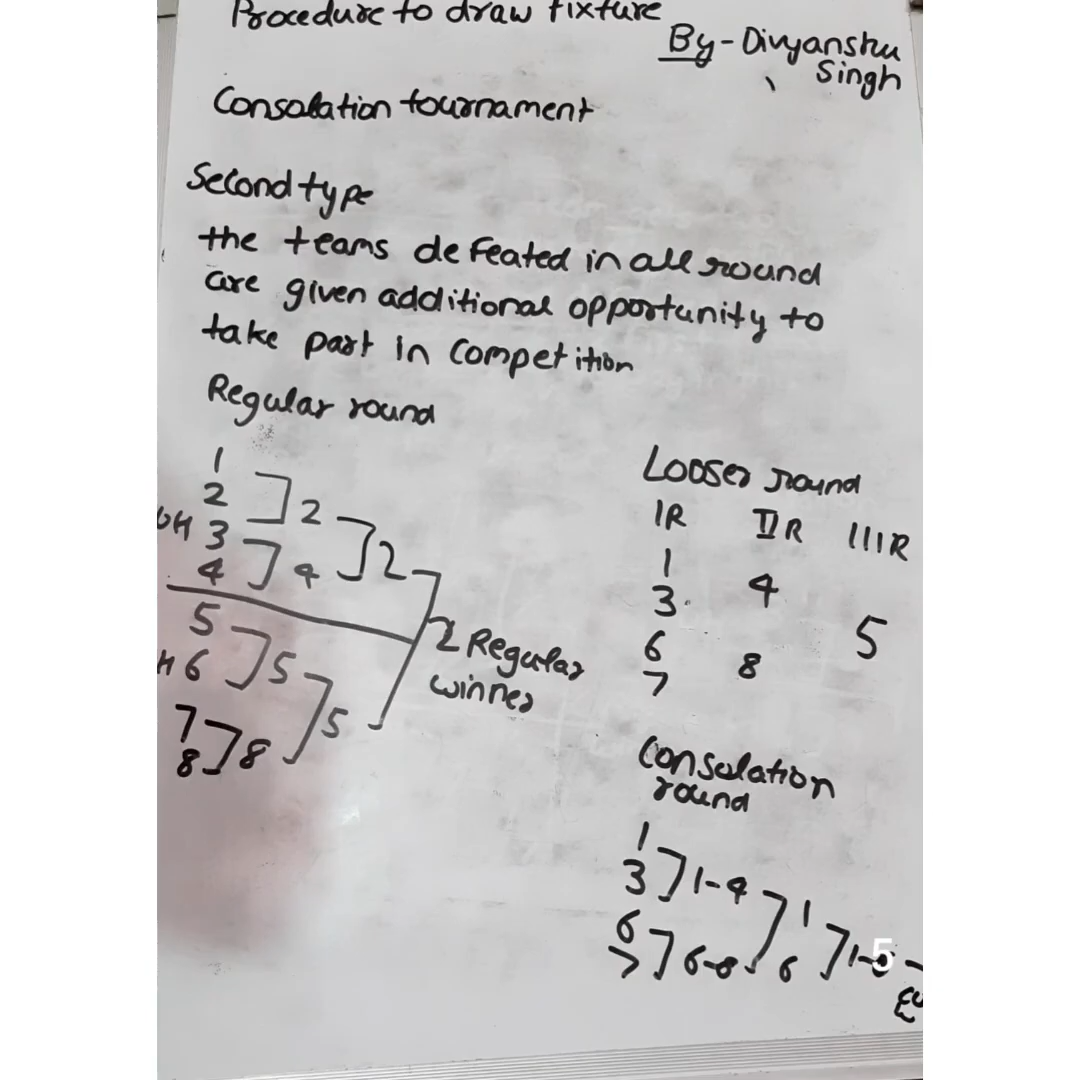 Procedure to draw fixture
By - Divyanshu
Singh
Consolation tournament
Second type
the teams defeated in all round
are given additional opportunity to
take part in competition
Regular round
1
2 ] 2
3 ] 2
4 ] 4
5
6 ] 5
7 ] 5
8 ] 8
2 Regular
winner
Looser round
IR II R III R
1
3 4
5
6
7 8
Consolation
round
1
3 ] 1-4 ] 1
6 ] 1-5 -
7 ] 6-8 6